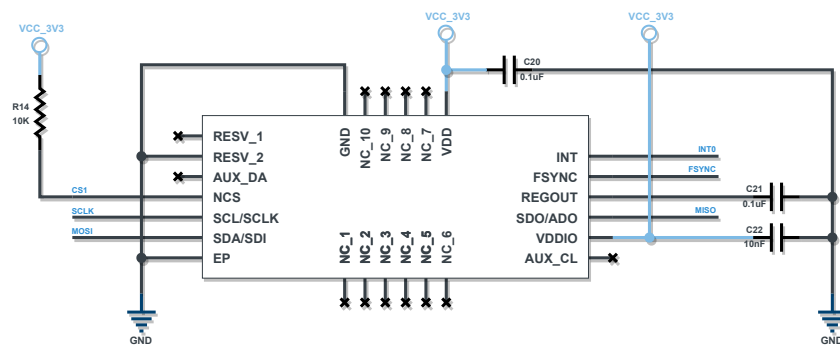 VCC_3V3
VCC_3V3
VCC_3V3
C20
0.1uF
R14
10K
GND
NC_10
NC_9
NC_8
NC_7
VDD
RESV_1
RESV_2
AUX_DA
NCS
SCL/SCLK
SDA/SDI
EP
CS1
SCLK
MOSI
INT
FSYNC
REGOUT
SDO/ADO
VDDIO
AUX_CL
INT0
FSYNC
MISO
C21
0.1uF
C22
10nF
NC_1
NC_2
NC_3
NC_4
NC_5
NC_6
GND
GND